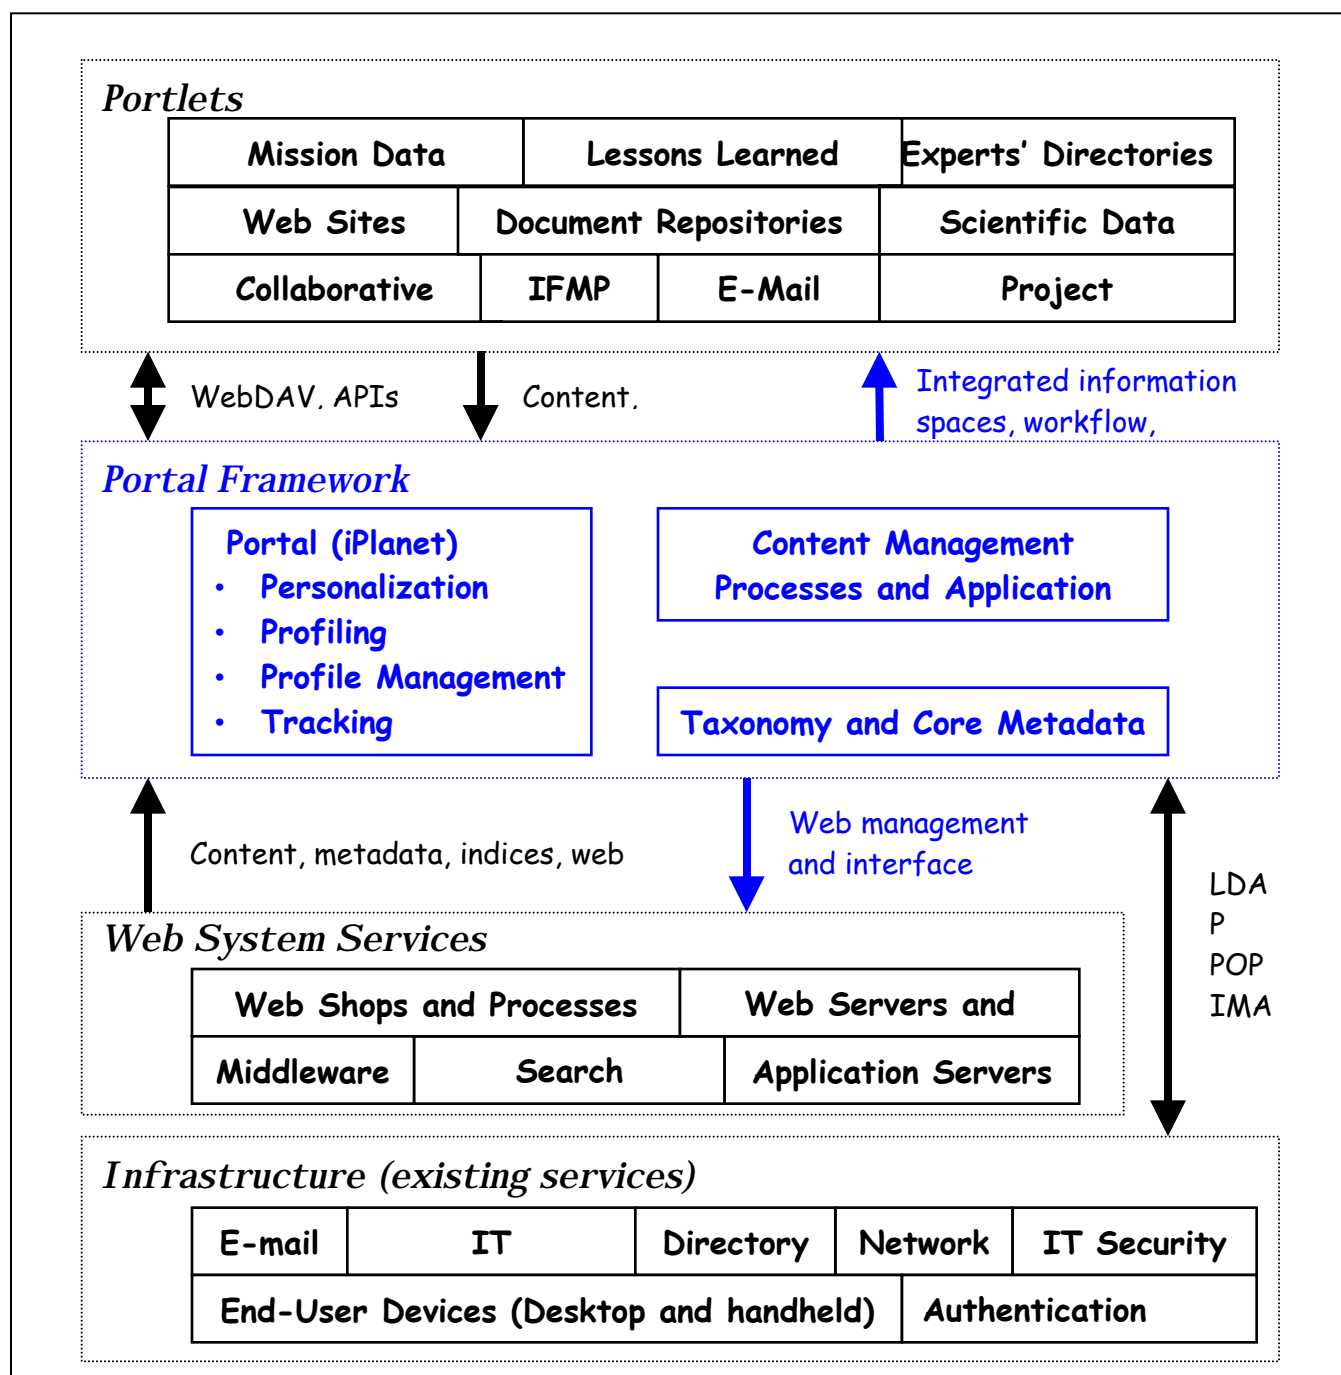 Portlets
Mission Data
Lessons Learned
Experts' Directories
Web Sites
Document Repositories
Scientific Data
Collaborative
IFMP
E-Mail
Project
WebDAV, APIs
Content,
Integrated information
spaces, workflow,
Portal Framework
Portal (iPlanet)
• Personalization
• Profiling
• Profile Management
• Tracking
Content Management
Processes and Application
Taxonomy and Core Metadata
Content, metadata, indices, web
Web management
and interface
LDA
P
POP
IMA
Web System Services
Web Shops and Processes
Web Servers and
Middleware
Search
Application Servers
Infrastructure (existing services)
E-mail
IT
Directory
Network
IT Security
End-User Devices (Desktop and handheld)
Authentication